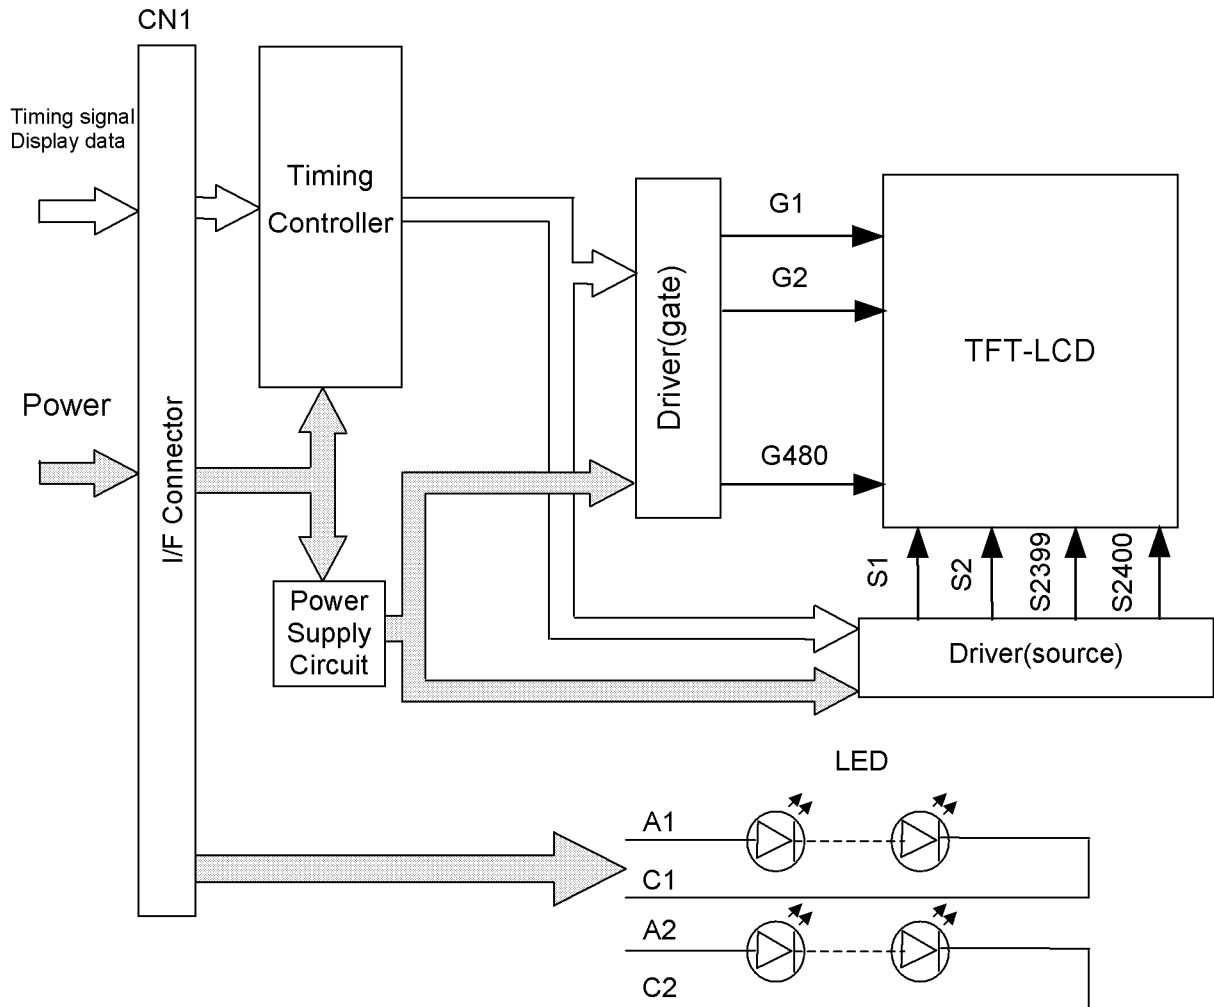 CN1
Timing signal
Display data
Timing
Controller
Power
I/F Connector
Driver(gate)
G1
G2
G480
TFT-LCD
S1
S2
S2399
S2400
Power
Supply
Circuit
Driver(source)
LED
A1
C1
A2
C2